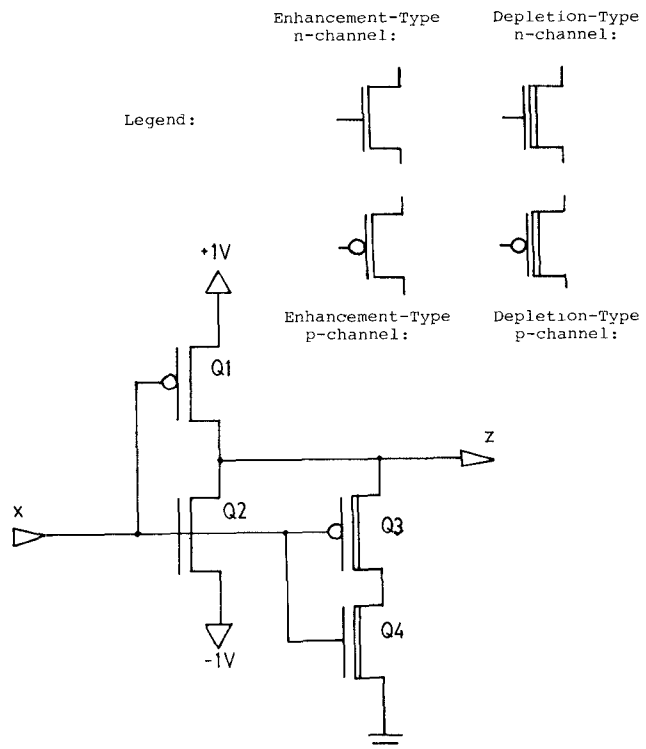 Enhancement-Type
n-channel:
Depletion-Type
n-channel:
Legend:
Enhancement-Type
p-channel:
Depletion-Type
p-channel:
+1V
Q1
Z
X
Q2
Q3
Q4
-1V